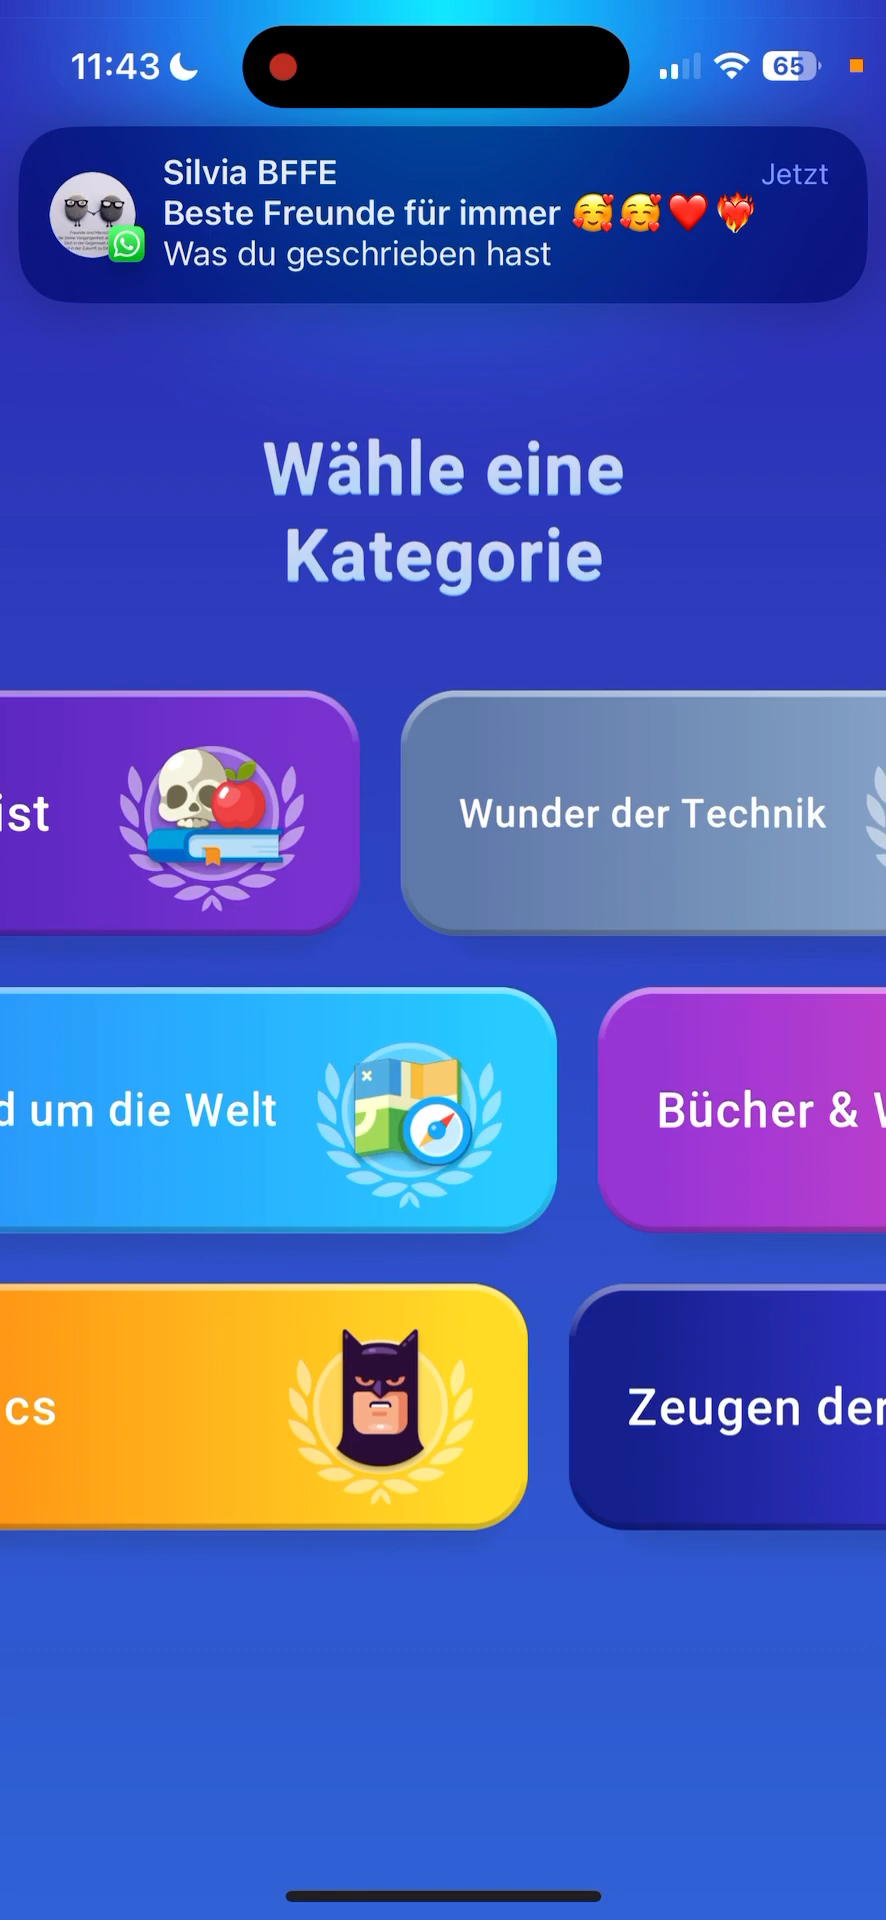 11:43
65
Silvia BFFE
Jetzt
Beste Freunde für immer 🥰🥰❤️❤️‍🔥
Was du geschrieben hast
Wähle eine
Kategorie
ist
Wunder der Technik
d um die Welt
Bücher &
cs
Zeugen der